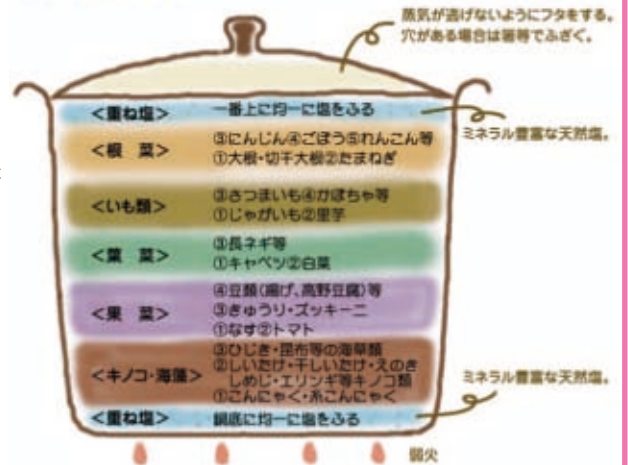 蒸気が逃げないようにフタをする。
穴がある場合は箸等でふさぐ。
<重ね塩> 一番上に均一に塩をふる
ミネラル豊富な天然塩。
<根 菜> ③にんじん④ごぼう⑤れんこん等
①大根・切干大根②たまねぎ
<いも類> ③さつまいも④かぼちゃ等
①じゃがいも②里芋
<葉 菜> ③長ネギ等
①キャベツ②白菜
<果 菜> ④豆類(揚げ、高野豆腐)等
③きゅうり・ズッキーニ
①なす②トマト
<キノコ・海藻> ③ひじき・昆布等の海草類
②しいたけ・干しいたけ・えのき
しめじ・エリンギ等キノコ類
①こんにゃく・糸こんにゃく
ミネラル豊富な天然塩。
<重ね塩> 鍋底に均一に塩をふる
弱火